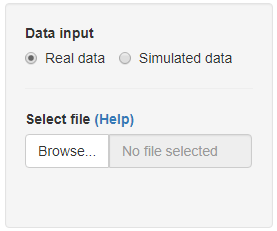 Data input
Real data Simulated data
Select file (Help)
Browse... No file selected